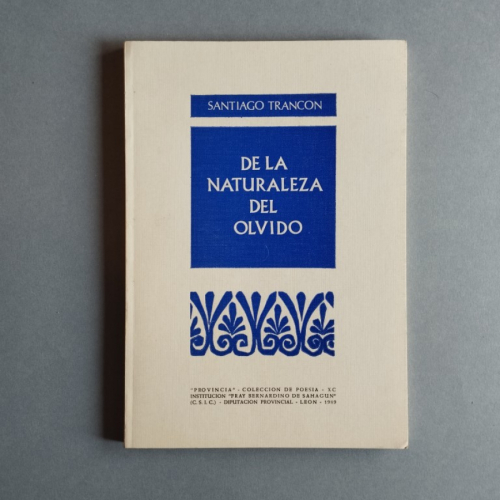 SANTIAGO TRANCON
DE LA
NATURALEZA
DEL
OLVIDO
"PROVINCIA" - COLECCION DE POESIA - XC
INSTITUCION "FRAY BERNARDINO DE SAHAGUN"
(C. S. I. C.) - DIPUTACION PROVINCIAL - LEON - 1989